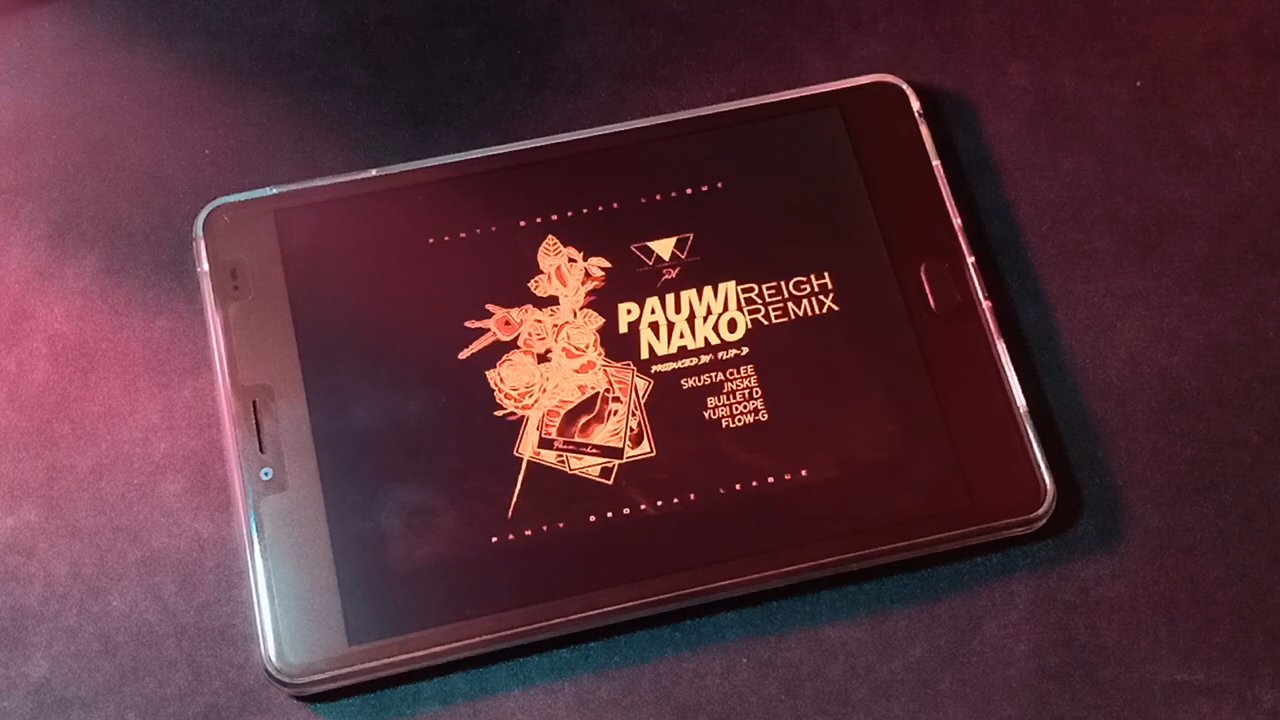 PANTY DROPPAZ LEAGUE
PAUWI NAKO
REIGH REMIX
PRODUCED BY: FLIP-D
SKUSTA CLEE
JNSKE
BULLET D
YURI DOPE
FLOW-G
PANTY DROPPAZ LEAGUE